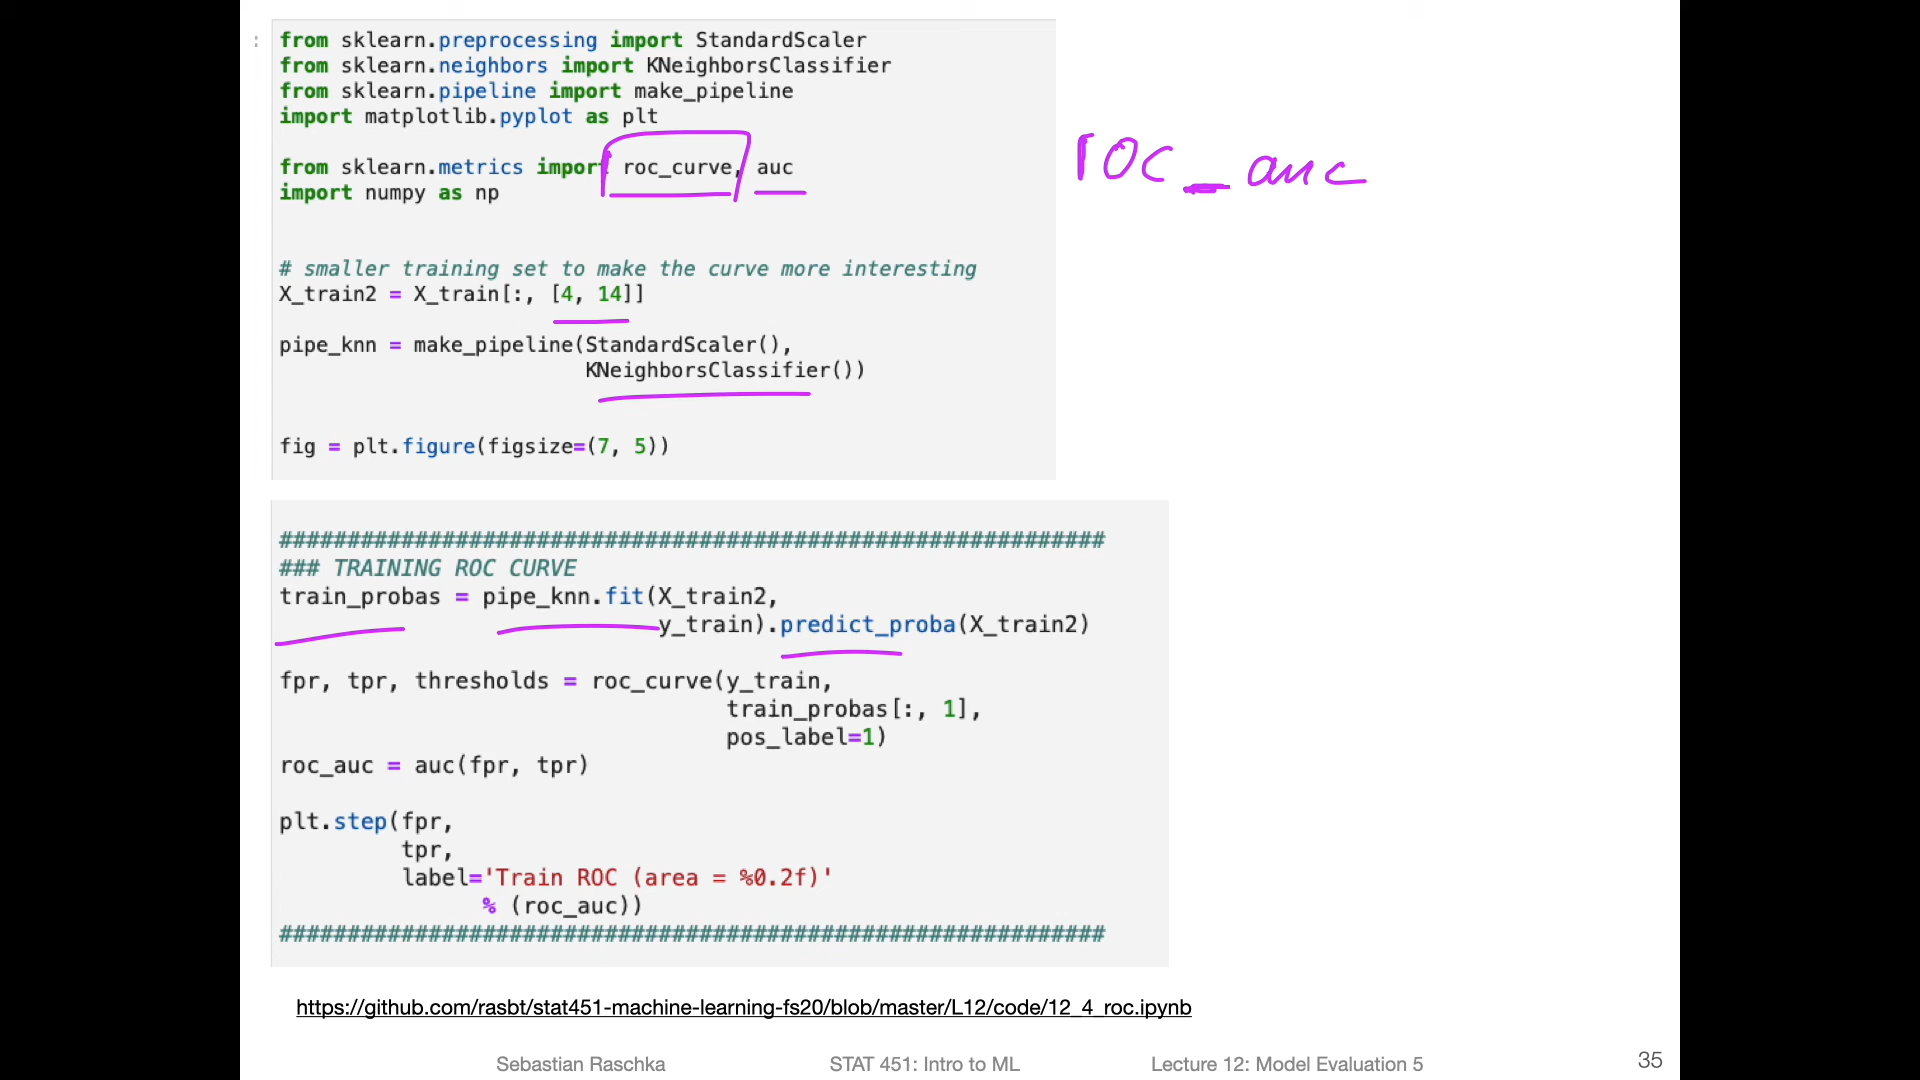 from sklearn.preprocessing import StandardScaler
from sklearn.neighbors import KNeighborsClassifier
from sklearn.pipeline import make_pipeline
import matplotlib.pyplot as plt
from sklearn.metrics import roc_curve, auc
import numpy as np
roc_auc
# smaller training set to make the curve more interesting
X_train2 = X_train[:, [4, 14]]
pipe_knn = make_pipeline(StandardScaler(),
KNeighborsClassifier())
fig = plt.figure(figsize=(7, 5))
#############################################################
### TRAINING ROC CURVE
train_probas = pipe_knn.fit(X_train2,
y_train).predict_proba(X_train2)
fpr, tpr, thresholds = roc_curve(y_train,
train_probas[:, 1],
pos_label=1)
roc_auc = auc(fpr, tpr)
plt.step(fpr,
tpr,
label='Train ROC (area = %0.2f)'
% (roc_auc))
#############################################################
https://github.com/rasbt/stat451-machine-learning-fs20/blob/master/L12/code/12_4_roc.ipynb
Sebastian Raschka STAT 451: Intro to ML Lecture 12: Model Evaluation 5 35